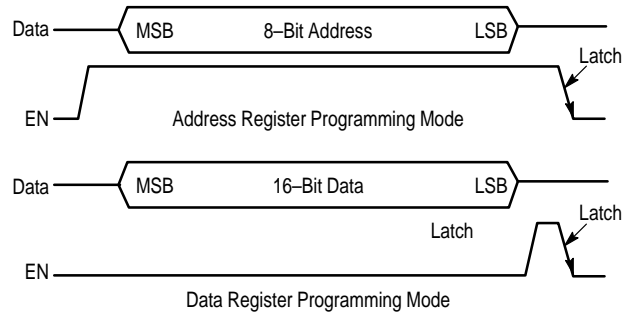 Data MSB 8–Bit Address LSB
Latch
EN Address Register Programming Mode
Data MSB 16–Bit Data LSB
Latch Latch
EN
Data Register Programming Mode